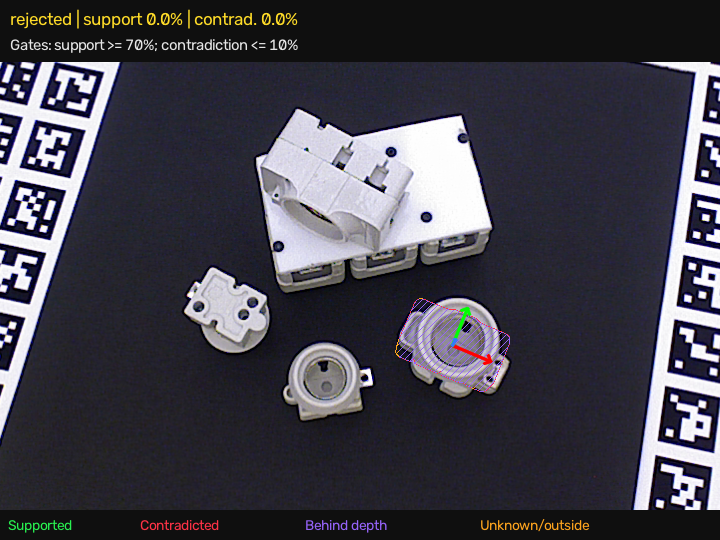 rejected | support 0.0% | contrad. 0.0%
Gates: support >= 70%; contradiction <= 10%
Supported
Contradicted
Behind depth
Unknown/outside